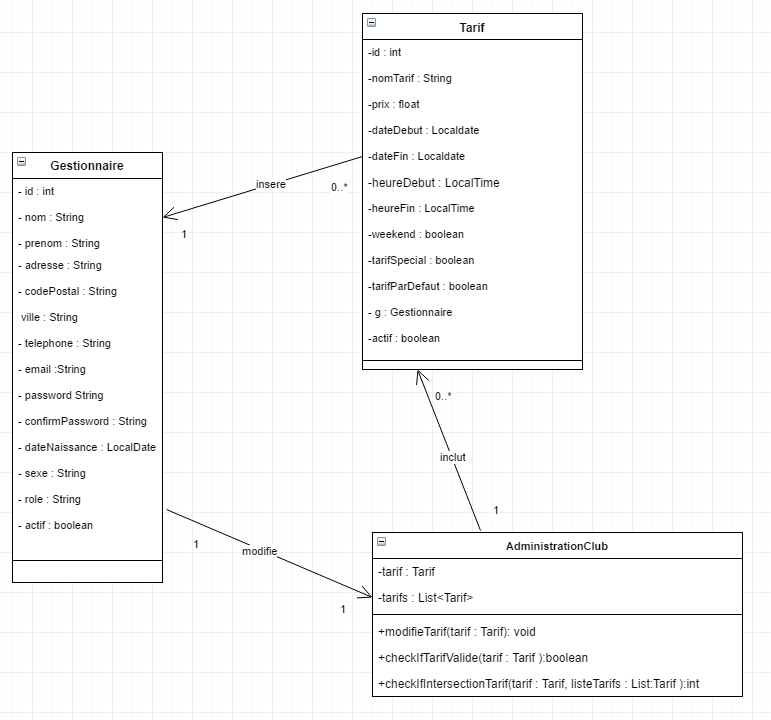 Tarif
-id : int
-nomTarif : String
-prix : float
-dateDebut : Localdate
-dateFin : Localdate
-heureDebut : LocalTime
-heureFin : LocalTime
-weekend : boolean
-tarifSpecial : boolean
-tarifParDefaut : boolean
- g : Gestionnaire
-actif : boolean
Gestionnaire
- id : int
- nom : String
- prenom : String
- adresse : String
- codePostal : String
ville : String
- telephone : String
- email :String
- password String
- confirmPassword : String
- dateNaissance : LocalDate
- sexe : String
- role : String
- actif : boolean
insere
0..*
1
0..*
inclut
1
1
modifie
1
AdministrationClub
-tarif : Tarif
-tarifs : List<Tarif>
+modifieTarif(tarif : Tarif): void
+checkIfTarifValide(tarif : Tarif ):boolean
+checkIfIntersectionTarif(tarif : Tarif, listeTarifs : List:Tarif ):int